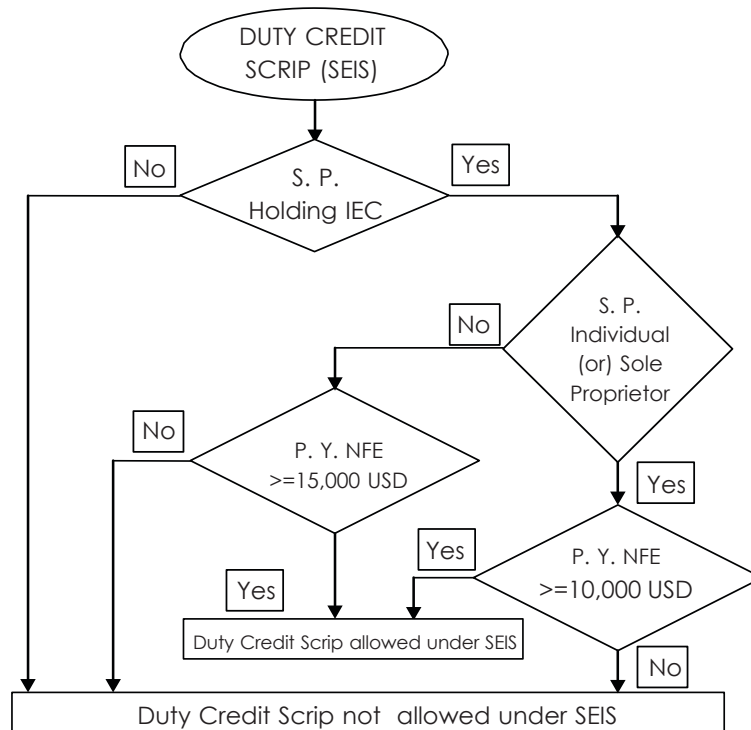 DUTY CREDIT
SCRIP (SEIS)
No
Yes
S. P.
Holding IEC
No
S. P.
Individual
(or) Sole
Proprietor
No
P. Y. NFE
>=15,000 USD
Yes
Yes
P. Y. NFE
>=10,000 USD
Yes
Duty Credit Scrip allowed under SEIS
No
Duty Credit Scrip not allowed under SEIS